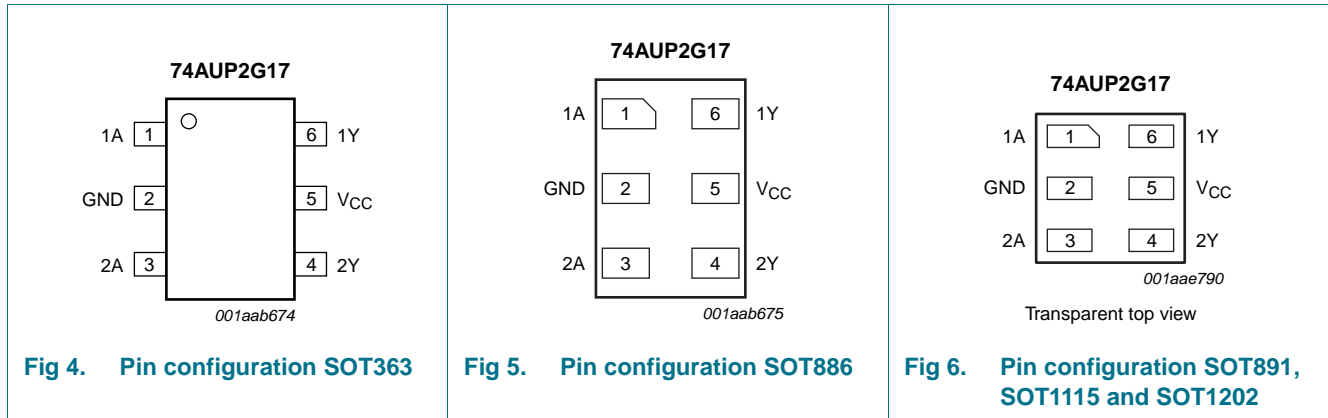 74AUP2G17
1A 1 6 1Y
GND 2 5 VCC
2A 3 4 2Y
001aab674
Fig 4. Pin configuration SOT363
74AUP2G17
1A 1 6 1Y
GND 2 5 VCC
2A 3 4 2Y
001aab675
Fig 5. Pin configuration SOT886
74AUP2G17
1A 1 6 1Y
GND 2 5 VCC
2A 3 4 2Y
001aae790
Transparent top view
Fig 6. Pin configuration SOT891,
SOT1115 and SOT1202